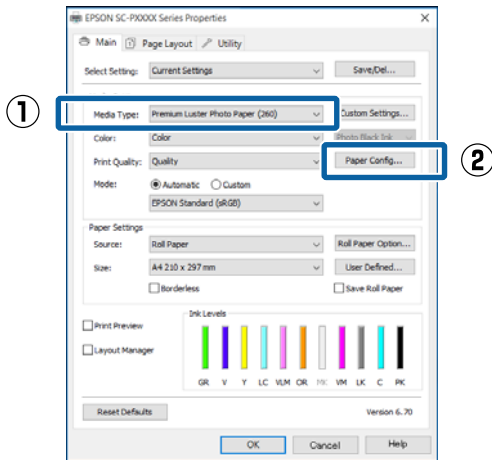 EPSON SC-PXXXX Series Properties
Main Page Layout Utility
Select Setting: Current Settings Save/Del...
① Media Type: Premium Luster Photo Paper (260) Custom Settings...
Color: Color Photo Black Ink
Print Quality: Quality Paper Config... ②
Mode: Automatic Custom
EPSON Standard (sRGB)
Paper Settings
Source: Roll Paper Roll Paper Option...
Size: A4 210 x 297 mm User Defined...
Borderless Save Roll Paper
Ink Levels
Print Preview
Layout Manager
GR V Y LC VLM OR MK VM LK C PK
Reset Defaults Version 6.70
OK Cancel Help